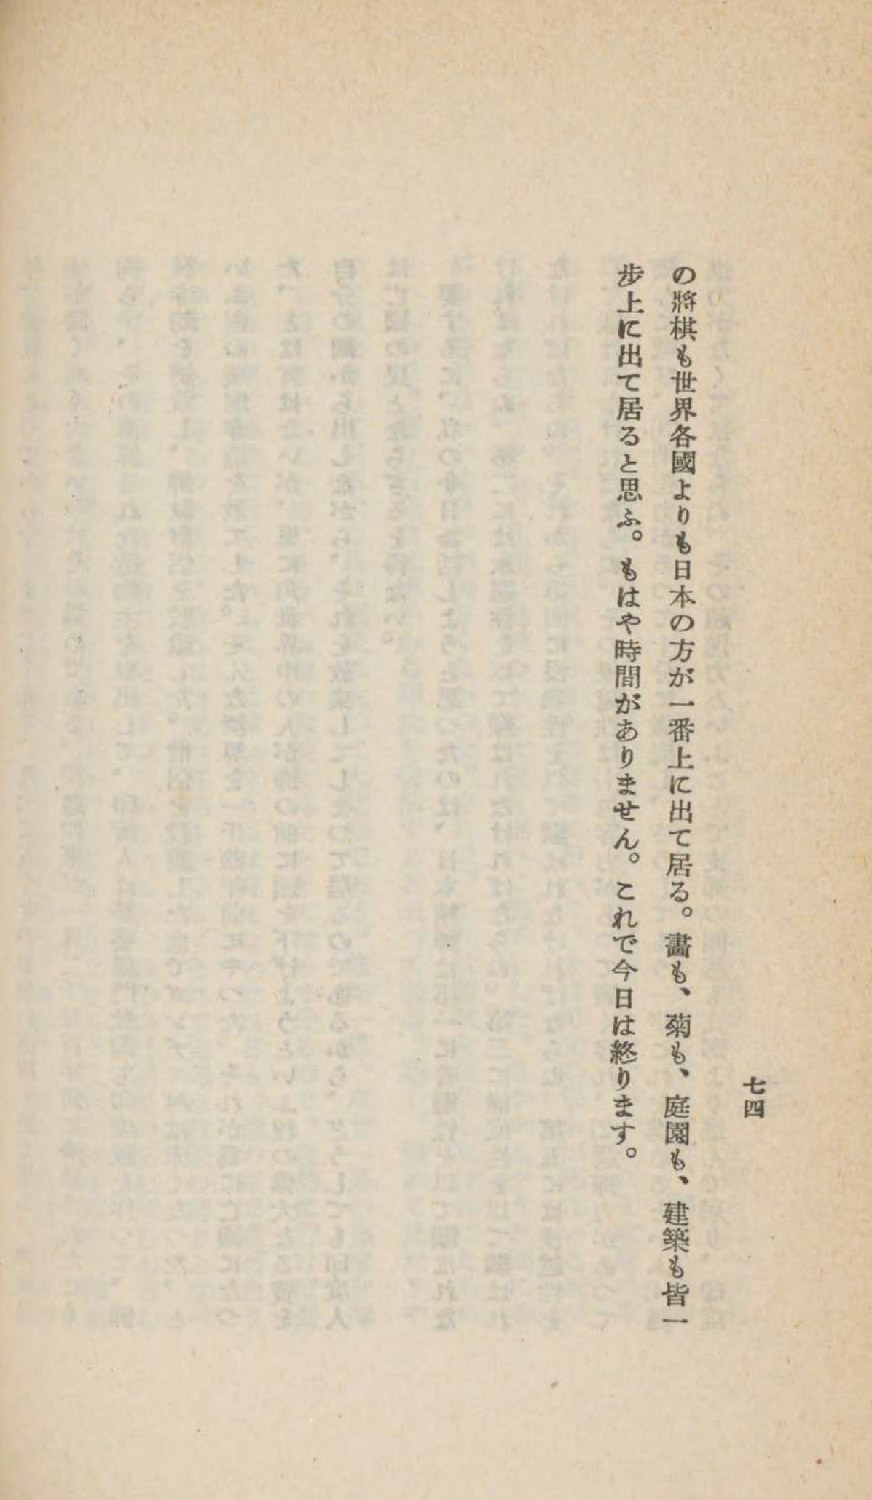 の將棋も世界各國よりも日本の方が一番上に出て居る。畵も、菊も、庭園も、建築も皆一
步上に出て居ると思ふ。もはや時間がありません。これで今日は終ります。
七四